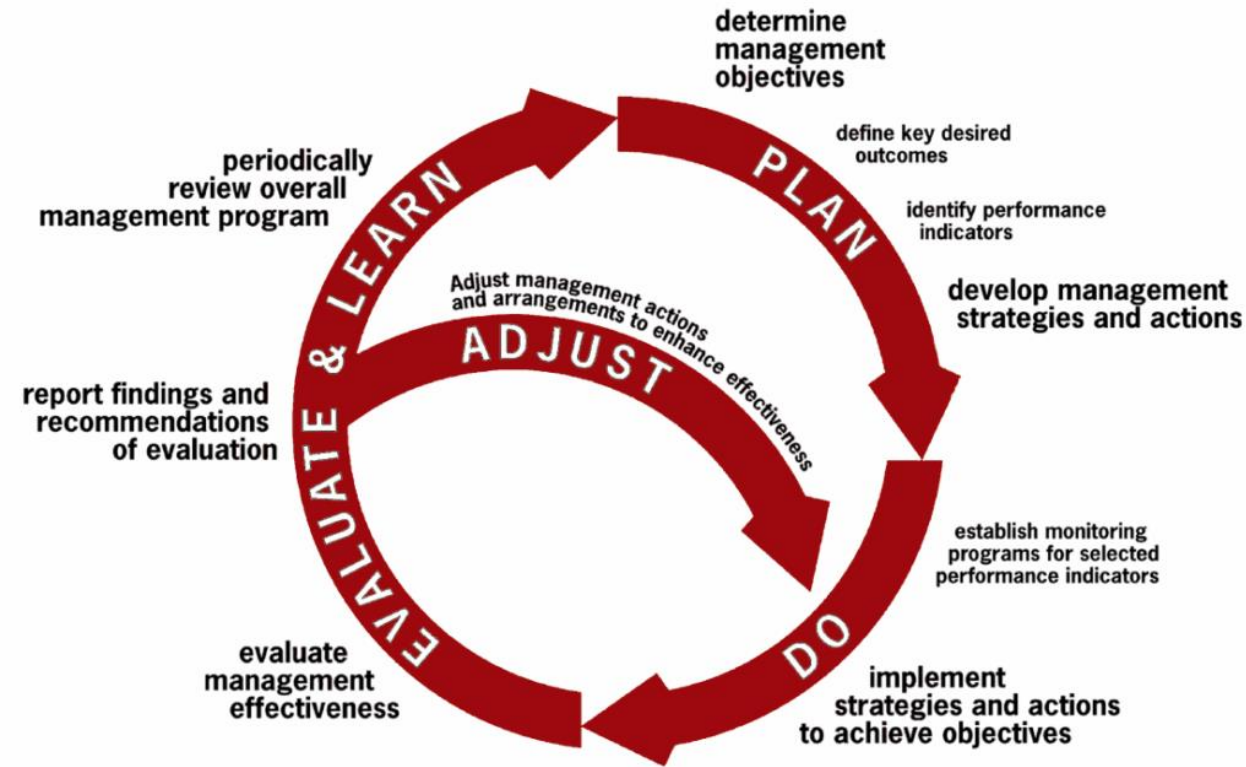 determine
management
objectives
define key desired
outcomes
identify performance
indicators
develop management
strategies and actions
PLAN
establish monitoring
programs for selected
performance indicators
DO
implement
strategies and actions
to achieve objectives
evaluate
management
effectiveness
EVALUATE & LEARN
report findings and
recommendations
of evaluation
periodically
review overall
management program
Adjust management actions
and arrangements to enhance effectiveness
ADJUST